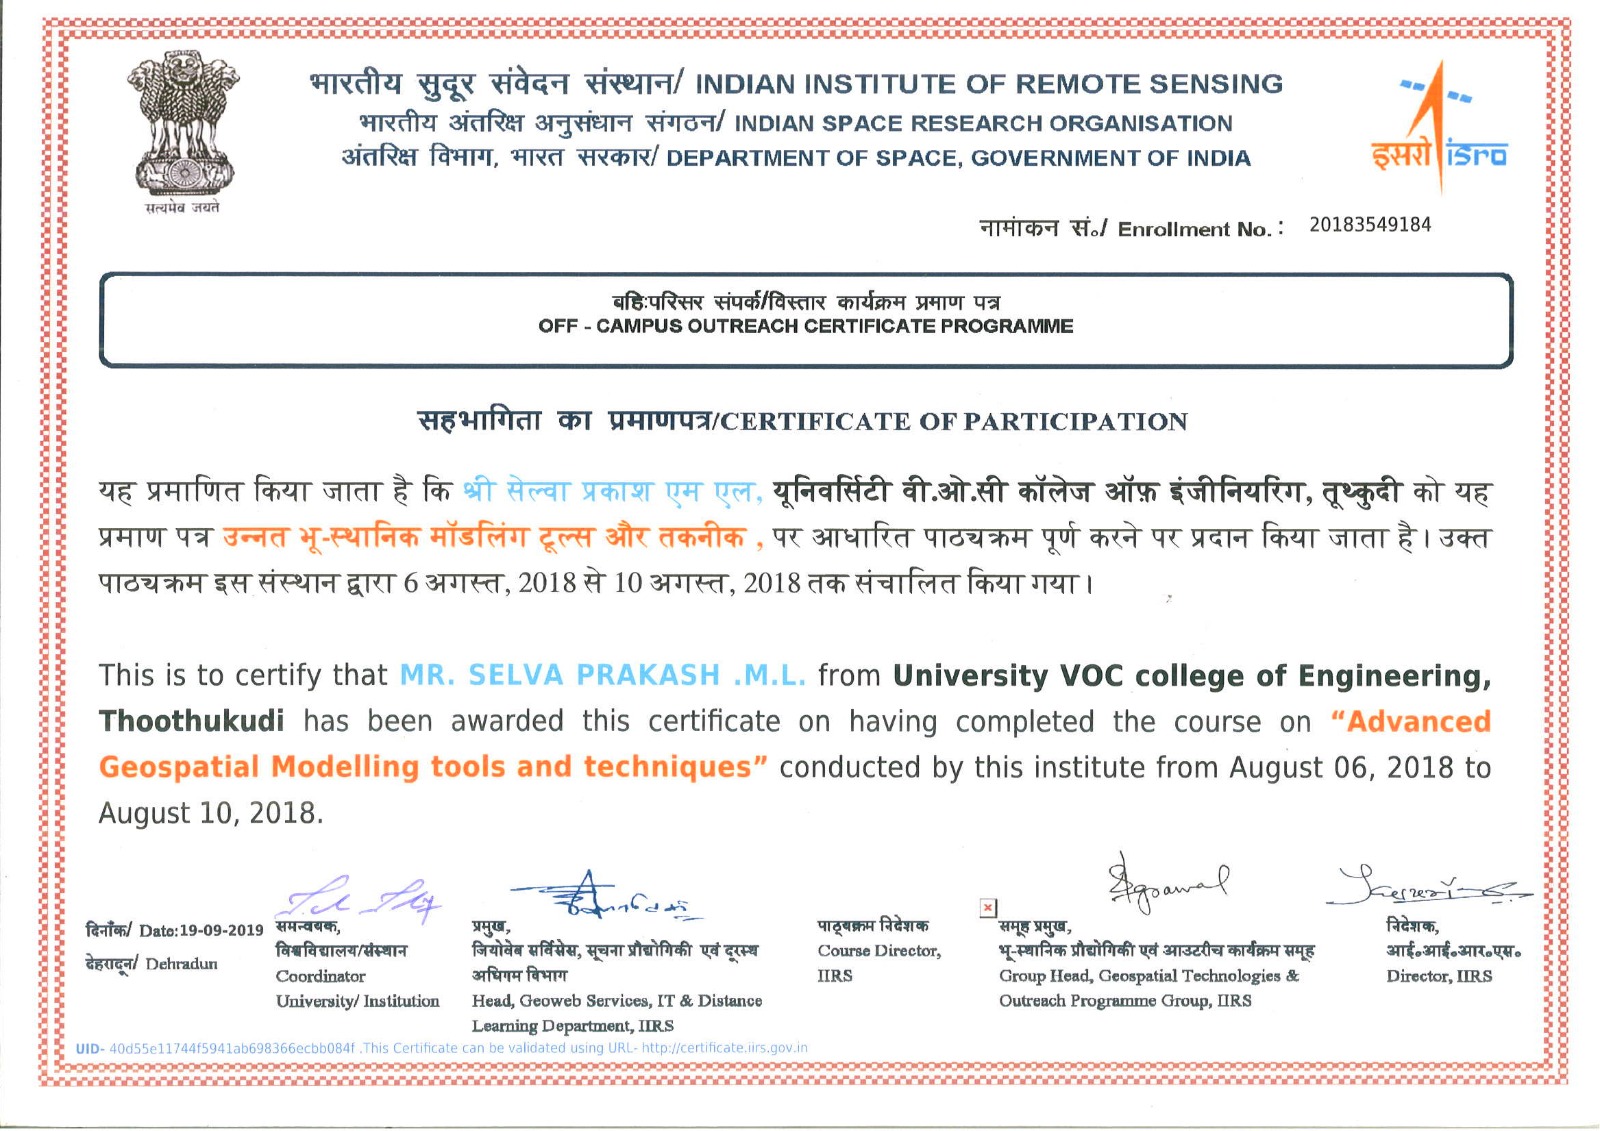 भारतीय सुदूर संवेदन संस्थान/ INDIAN INSTITUTE OF REMOTE SENSING
भारतीय अंतरिक्ष अनुसंधान संगठन/ INDIAN SPACE RESEARCH ORGANISATION
अंतरिक्ष विभाग, भारत सरकार/ DEPARTMENT OF SPACE, GOVERNMENT OF INDIA
सत्यमेव जयते
इसरो isro
नामांकन सं॰/ Enrollment No. : 20183549184
बहि:परिसर संपर्क/विस्तार कार्यक्रम प्रमाण पत्र
OFF - CAMPUS OUTREACH CERTIFICATE PROGRAMME
सहभागिता का प्रमाणपत्र/CERTIFICATE OF PARTICIPATION
यह प्रमाणित किया जाता है कि श्री सेल्वा प्रकाश एम एल, यूनिवर्सिटी वी.ओ.सी कॉलेज ऑफ़ इंजीनियरिंग, तूथ्कुदी को यह
प्रमाण पत्र उन्नत भू-स्थानिक मॉडलिंग टूल्स और तकनीक , पर आधारित पाठ्यक्रम पूर्ण करने पर प्रदान किया जाता है। उक्त
पाठ्यक्रम इस संस्थान द्वारा 6 अगस्त, 2018 से 10 अगस्त, 2018 तक संचालित किया गया।
This is to certify that MR. SELVA PRAKASH .M.L. from University VOC college of Engineering,
Thoothukudi has been awarded this certificate on having completed the course on “Advanced
Geospatial Modelling tools and techniques” conducted by this institute from August 06, 2018 to
August 10, 2018.
दिनाँक/ Date:19-09-2019
देहरादून/ Dehradun
समन्वयक,
विश्वविद्यालय/संस्थान
Coordinator
University/ Institution
प्रमुख,
जियोवेब सर्विसेस, सूचना प्रौद्योगिकी एवं दूरस्थ
अधिगम विभाग
Head, Geoweb Services, IT & Distance
Learning Department, IIRS
पाठ्यक्रम निदेशक
Course Director,
IIRS
Agrawal
समूह प्रमुख,
भू-स्थानिक प्रौद्योगिकी एवं आउटरीच कार्यक्रम समूह
Group Head, Geospatial Technologies &
Outreach Programme Group, IIRS
निदेशक,
आई॰आई॰आर॰एस॰
Director, IIRS
UID- 40d55e11744f5941ab698366ecbb084f .This Certificate can be validated using URL- http://certificate.iirs.gov.in